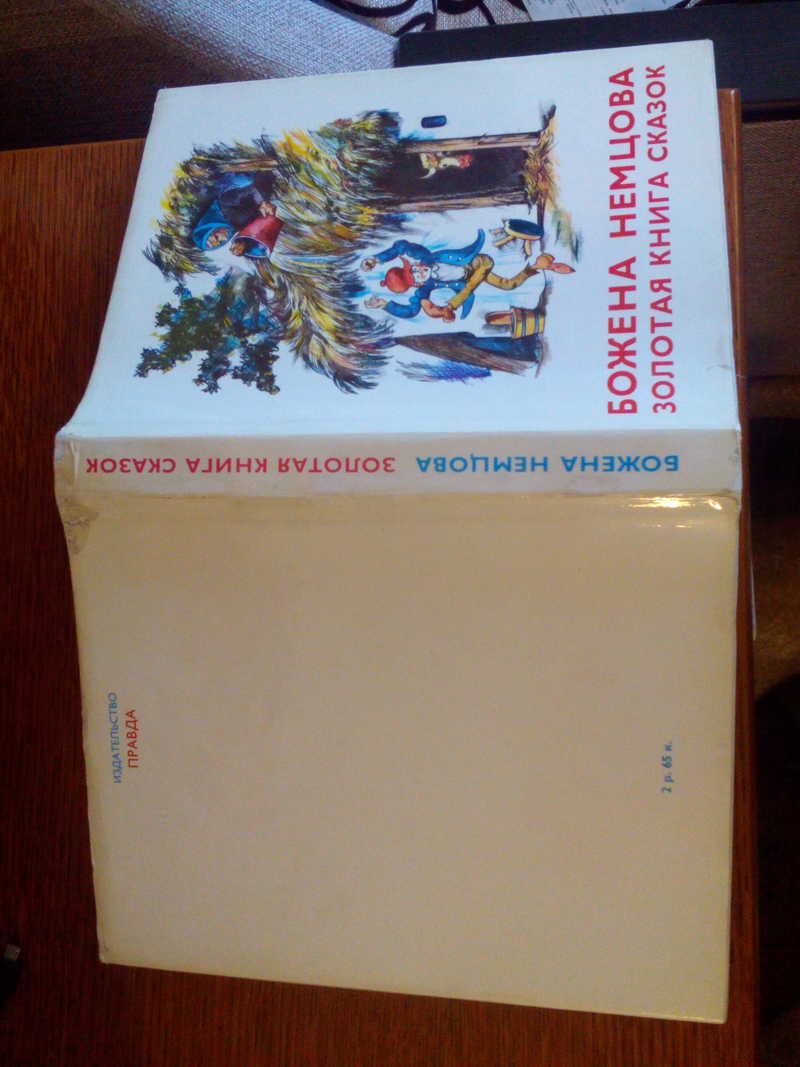 БОЖЕНА НЕМЦОВА
ЗОЛОТАЯ КНИГА СКАЗОК
БОЖЕНА НЕМЦОВА ЗОЛОТАЯ КНИГА СКАЗОК
ИЗДАТЕЛЬСТВО
ПРАВДА
2 р. 65 к.